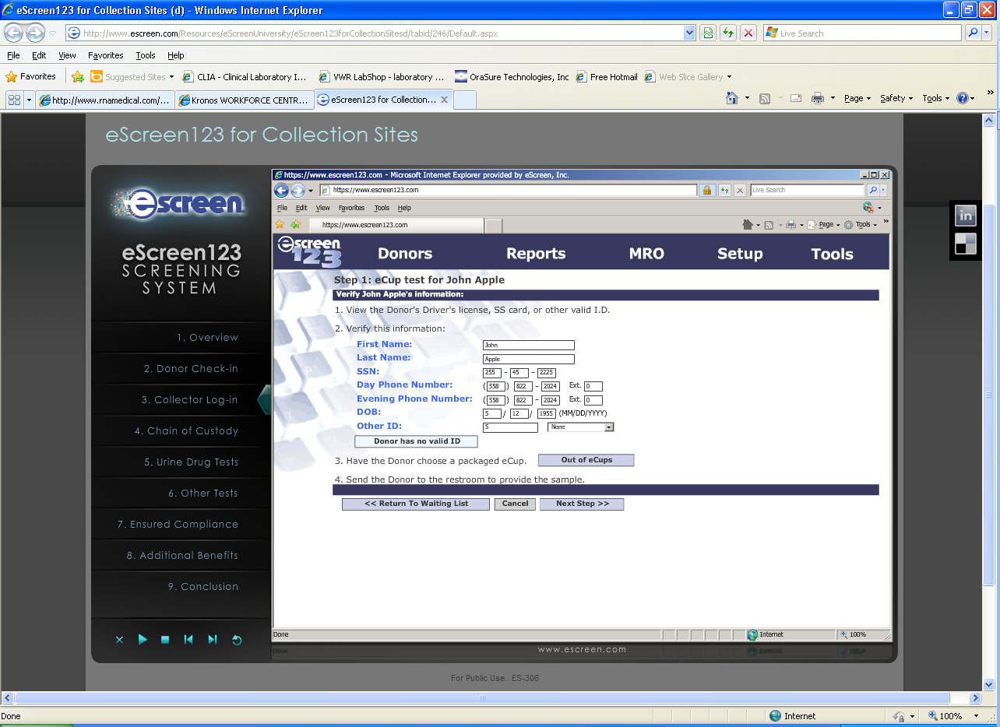 eScreen123 for Collection Sites (d) - Windows Internet Explorer
http://www.escreen.com/Resources/eScreenUniversity/eScreen123forCollectionSitesd/tabid/246/Default.aspx
Live Search
File Edit View Favorites Tools Help
Favorites Suggested Sites CLIA - Clinical Laboratory I... VWR LabShop - laboratory ... OraSure Technologies, Inc Free Hotmail Web Slice Gallery
http://www.rnamedical.com/... Kronos WORKFORCE CENTR... eScreen123 for Collection... Page Safety Tools
eScreen123 for Collection Sites
escreen
eScreen123
SCREENING
SYSTEM
1. Overview
2. Donor Check-in
3. Collector Log-in
4. Chain of Custody
5. Urine Drug Tests
6. Other Tests
7. Ensured Compliance
8. Additional Benefits
9. Conclusion
https://www.escreen123.com - Microsoft Internet Explorer provided by eScreen, Inc.
https://www.escreen123.com Live Search
File Edit View Favorites Tools Help
https://www.escreen123.com Page Tools
escreen 123 Donors Reports MRO Setup Tools
Step 1: eCup test for John Apple
Verify John Apple's information:
1. View the Donor's Driver's license, SS card, or other valid I.D.
2. Verify this information:
First Name: John
Last Name: Apple
SSN: 255 - 45 - 2225
Day Phone Number: (558) 822 - 2024 Ext. 0
Evening Phone Number: (558) 822 - 2024 Ext. 0
DOB: 5 / 12 / 1955 (MM/DD/YYYY)
Other ID: 5 None
Donor has no valid ID
3. Have the Donor choose a packaged eCup. Out of eCups
4. Send the Donor to the restroom to provide the sample.
<< Return To Waiting List Cancel Next Step >>
Done Internet 100%
www.escreen.com
in
For Public Use. ES-306
Done Internet 100%